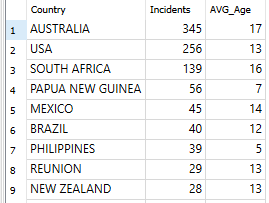 Country Incidents AVG_Age
1 AUSTRALIA 345 17
2 USA 256 13
3 SOUTH AFRICA 139 16
4 PAPUA NEW GUINEA 56 7
5 MEXICO 45 14
6 BRAZIL 40 12
7 PHILIPPINES 39 5
8 REUNION 29 13
9 NEW ZEALAND 28 13